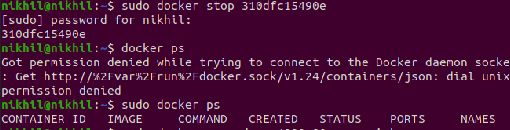 nikhil@nikhil:~$ sudo docker stop 310dfc15490e
[sudo] password for nikhil:
310dfc15490e
nikhil@nikhil:~$ docker ps
Got permission denied while trying to connect to the Docker daemon socke
: Get http://%2Fvar%2Frun%2Fdocker.sock/v1.24/containers/json: dial unix
permission denied
nikhil@nikhil:~$ sudo docker ps
CONTAINER ID   IMAGE     COMMAND   CREATED   STATUS    PORTS     NAMES